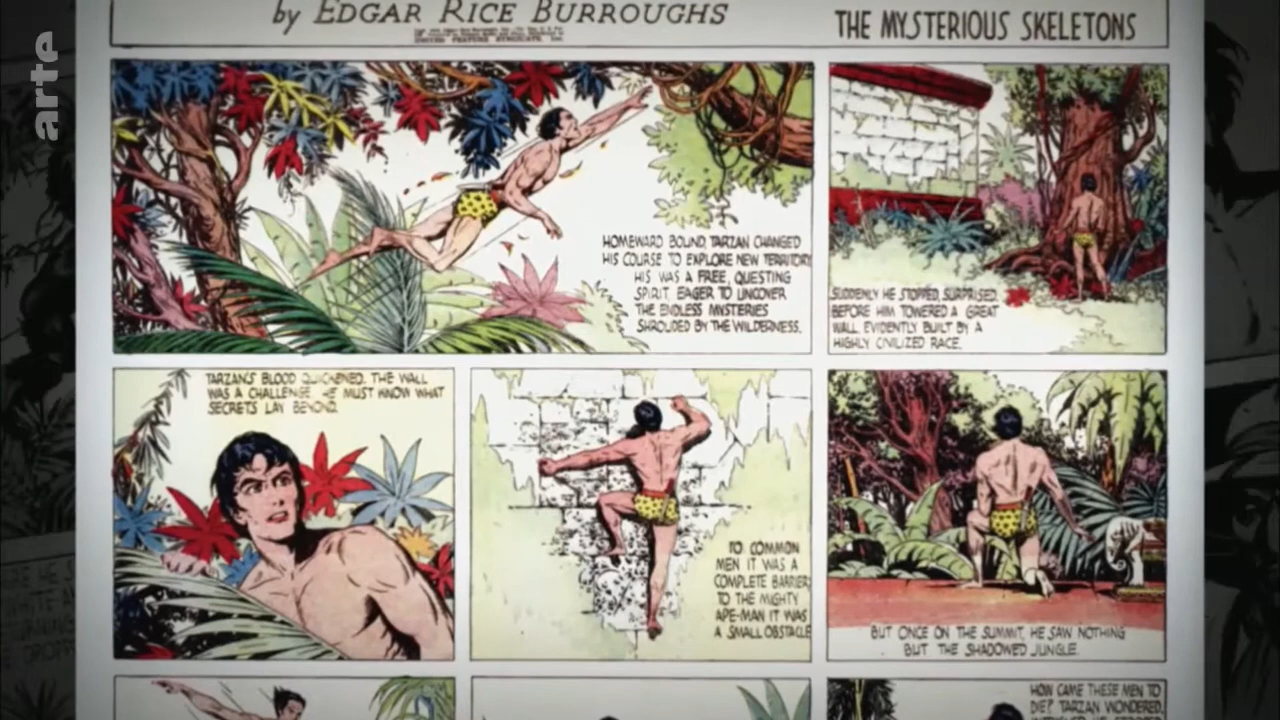 arte
by EDGAR RICE BURROUGHS
UNITED FEATURE SYNDICATE, Inc.
THE MYSTERIOUS SKELETONS
HOMEWARD BOUND, TARZAN CHANGED
HIS COURSE TO EXPLORE NEW TERRITORY
HIS WAS A FREE, QUESTING
SPIRIT, EAGER TO UNCOVER
THE ENDLESS MYSTERIES
SHROUDED BY THE WILDERNESS.
SUDDENLY HE STOPPED, SURPRISED.
BEFORE HIM TOWERED A GREAT
WALL EVIDENTLY BUILT BY A
HIGHLY CIVILIZED RACE.
TARZAN'S BLOOD QUICKENED. THE WALL
WAS A CHALLENGE. HE MUST KNOW WHAT
SECRETS LAY BEYOND.
TO COMMON
MEN IT WAS A
COMPLETE BARRIER;
TO THE MIGHTY
APE-MAN IT WAS
A SMALL OBSTACLE
BUT ONCE ON THE SUMMIT, HE SAW NOTHING
BUT THE SHADOWED JUNGLE.
HOW CAME THESE MEN TO
DIE? TARZAN WONDERED,